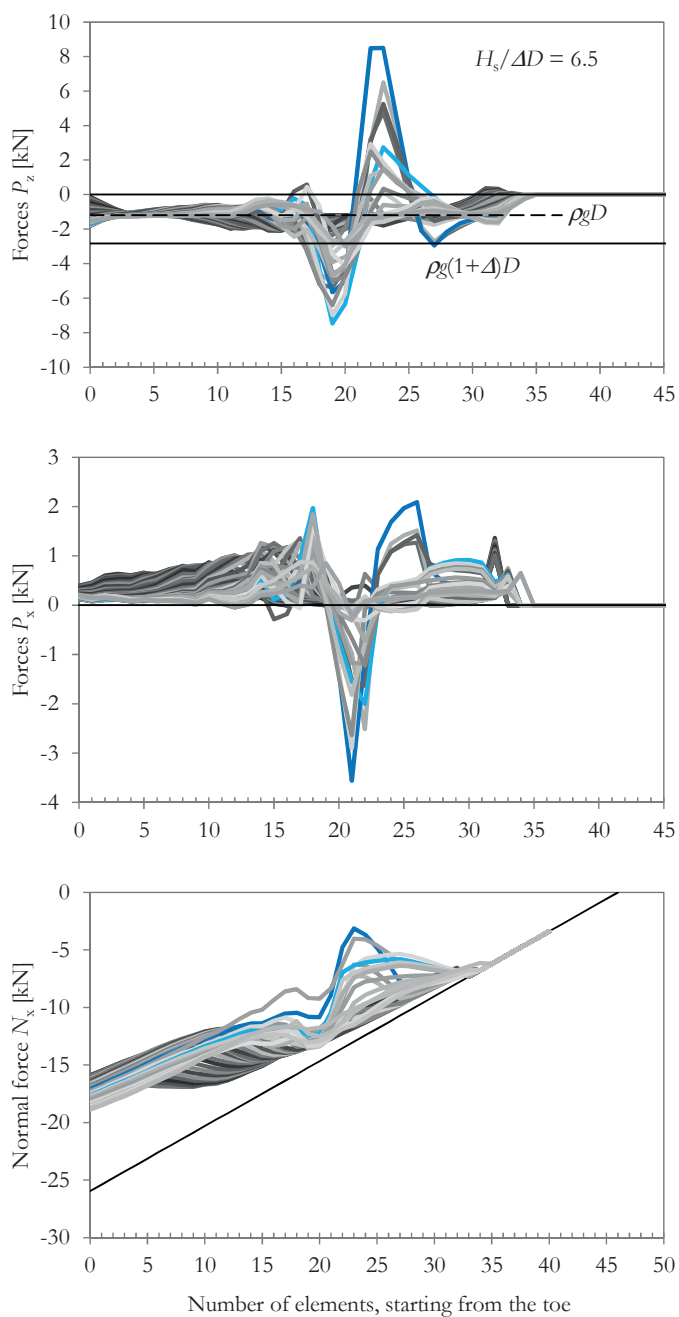 10
8
6
4
2
0
-2
-4
-6
-8
-10
Forces Pz [kN]
Hs/ΔD = 6.5
ρgD
ρg(1+Δ)D
0 5 10 15 20 25 30 35 40 45
3
2
1
0
-1
-2
-3
-4
Forces Px [kN]
0 5 10 15 20 25 30 35 40 45
0
-5
-10
-15
-20
-25
-30
Normal force Nx [kN]
0 5 10 15 20 25 30 35 40 45 50
Number of elements, starting from the toe